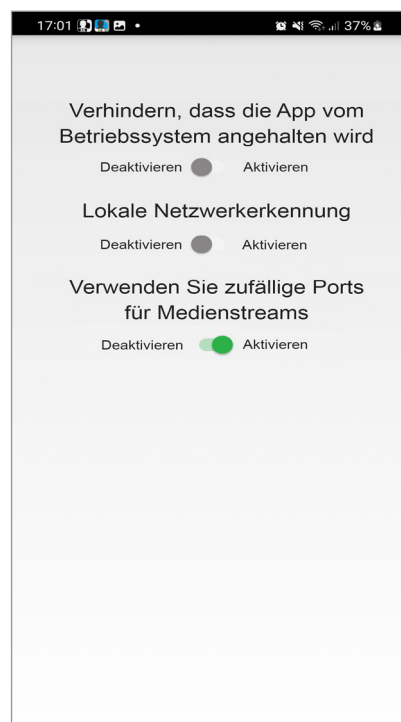 17:01 37%
Verhindern, dass die App vom
Betriebssystem angehalten wird
Deaktivieren Aktivieren
Lokale Netzwerkerkennung
Deaktivieren Aktivieren
Verwenden Sie zufällige Ports
für Medienstreams
Deaktivieren Aktivieren